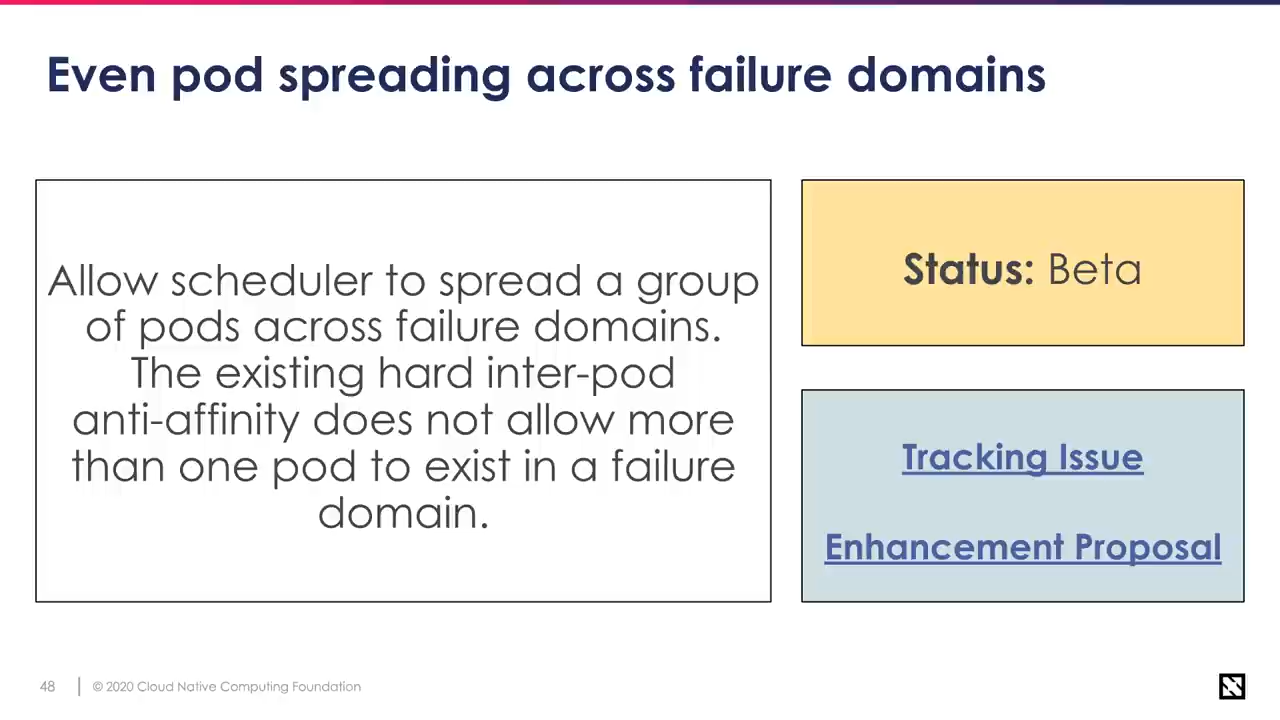 Even pod spreading across failure domains
Allow scheduler to spread a group
of pods across failure domains.
The existing hard inter-pod
anti-affinity does not allow more
than one pod to exist in a failure
domain.
Status: Beta
Tracking Issue
Enhancement Proposal
48
© 2020 Cloud Native Computing Foundation